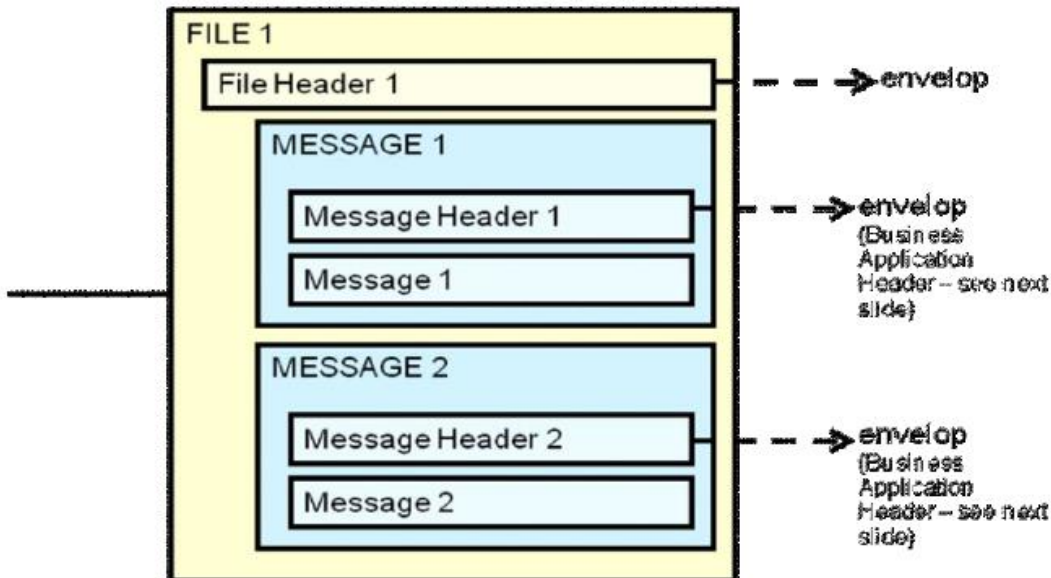 FILE 1
File Header 1
envelop
MESSAGE 1
Message Header 1
envelop
(Business
Application
Header – see next
slide)
Message 1
MESSAGE 2
Message Header 2
envelop
(Business
Application
Header – see next
slide)
Message 2